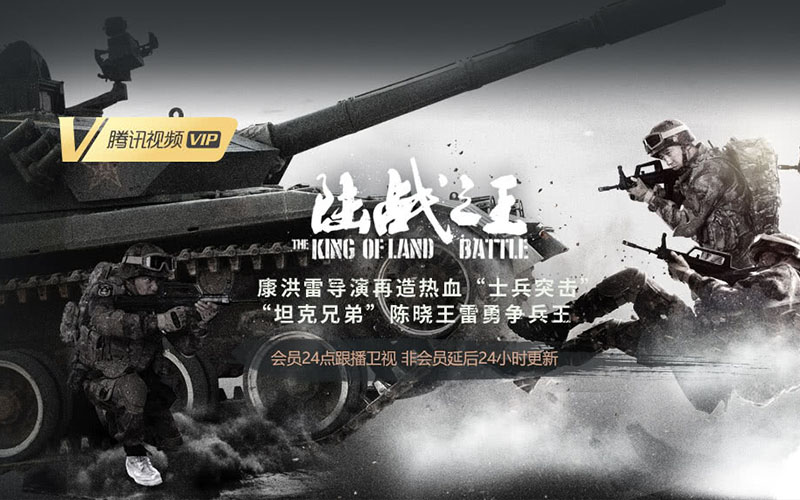 腾讯视频 VIP
陆战之王
THE KING OF LAND BATTLE
康洪雷导演再造热血“士兵突击”
“坦克兄弟”陈晓王雷勇争兵王
会员24点跟播卫视 非会员延后24小时更新